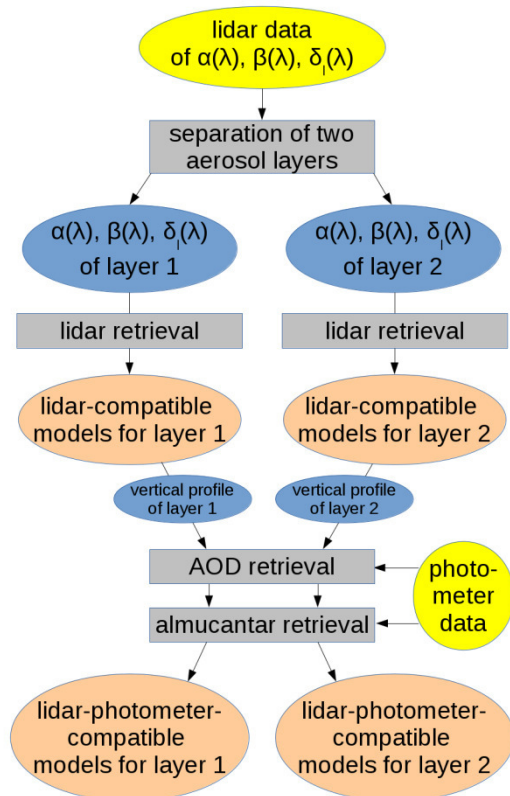 lidar data
of α(λ), β(λ), δₗ(λ)
separation of two
aerosol layers
α(λ), β(λ), δₗ(λ)
of layer 1
α(λ), β(λ), δₗ(λ)
of layer 2
lidar retrieval
lidar retrieval
lidar-compatible
models for layer 1
lidar-compatible
models for layer 2
vertical profile
of layer 1
vertical profile
of layer 2
AOD retrieval
photo-
meter
data
almucantar retrieval
lidar-photometer-
compatible
models for layer 1
lidar-photometer-
compatible
models for layer 2